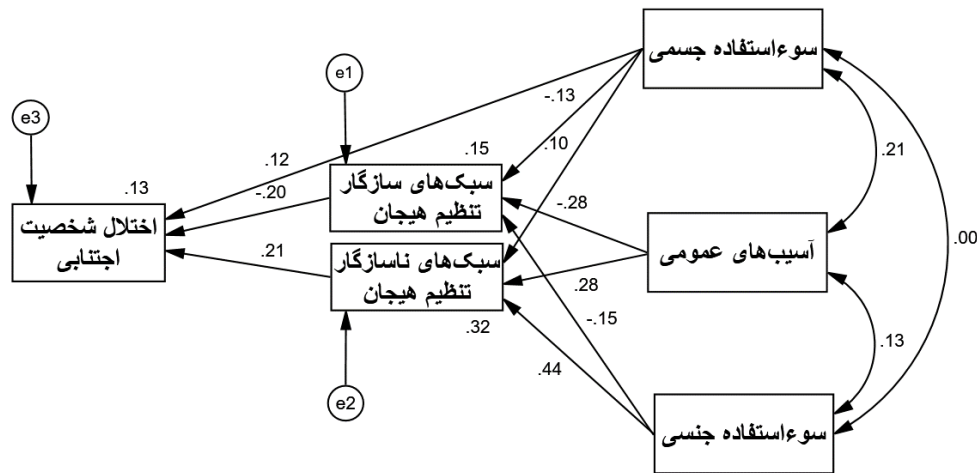 سوءاستفاده جسمی
e1
-.13
e3
.10
.21
.12
.15
.13
-.20
سبک‌های سازگار
تنظیم هیجان
-.28
اختلال شخصیت
اجتنابی
آسیب‌های عمومی
.00
.21
سبک‌های ناسازگار
تنظیم هیجان
.28
-.15
.32
.13
.44
e2
سوءاستفاده جنسی